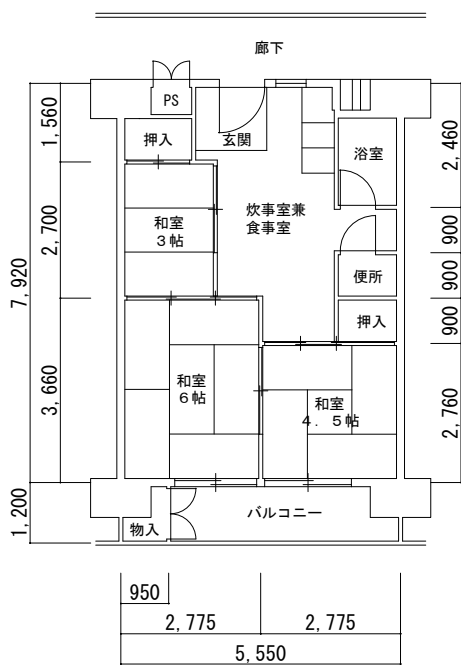 廊下
PS
玄関
押入
浴室
炊事室兼
食事室
和室
3帖
便所
押入
和室
6帖
和室
4.5帖
物入
バルコニー
1,560
2,700
7,920
3,660
1,200
2,460
900
900
900
2,760
950
2,775
2,775
5,550